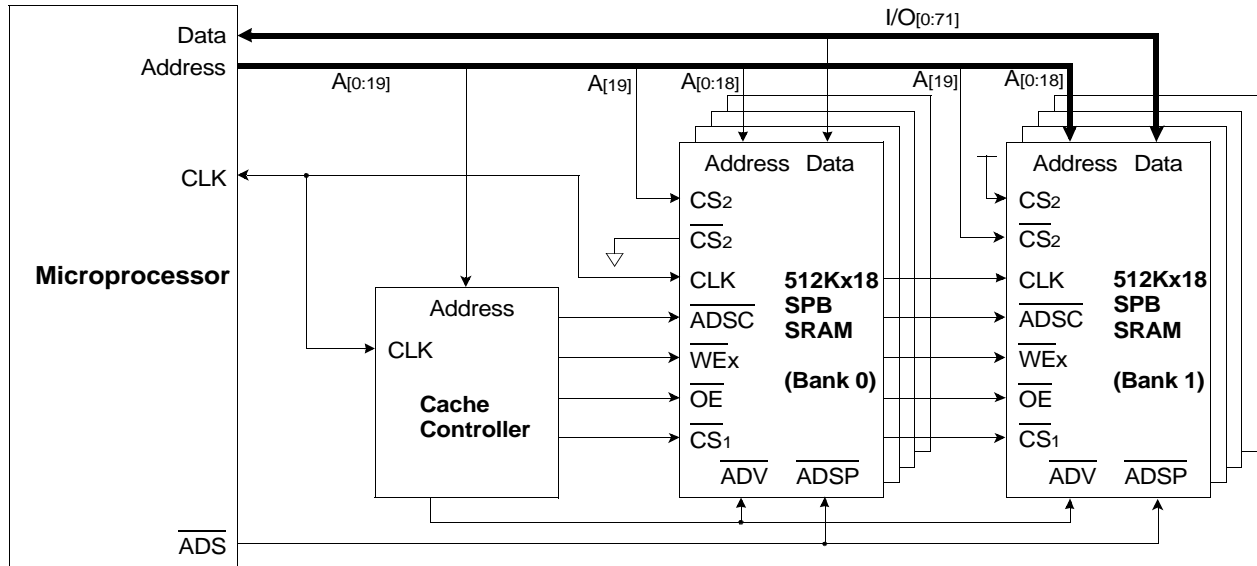 I/O[0:71]
Data
Address
A[0:19]
A[19]
A[0:18]
A[19]
A[0:18]
CLK
Microprocessor
ADS
Address
CLK
Cache
Controller
Address Data
CS2
CS2
CLK
ADSC
WEx
OE
CS1
512Kx18
SPB
SRAM
(Bank 0)
ADV ADSP
Address Data
CS2
CS2
CLK
ADSC
WEx
OE
CS1
512Kx18
SPB
SRAM
(Bank 1)
ADV ADSP